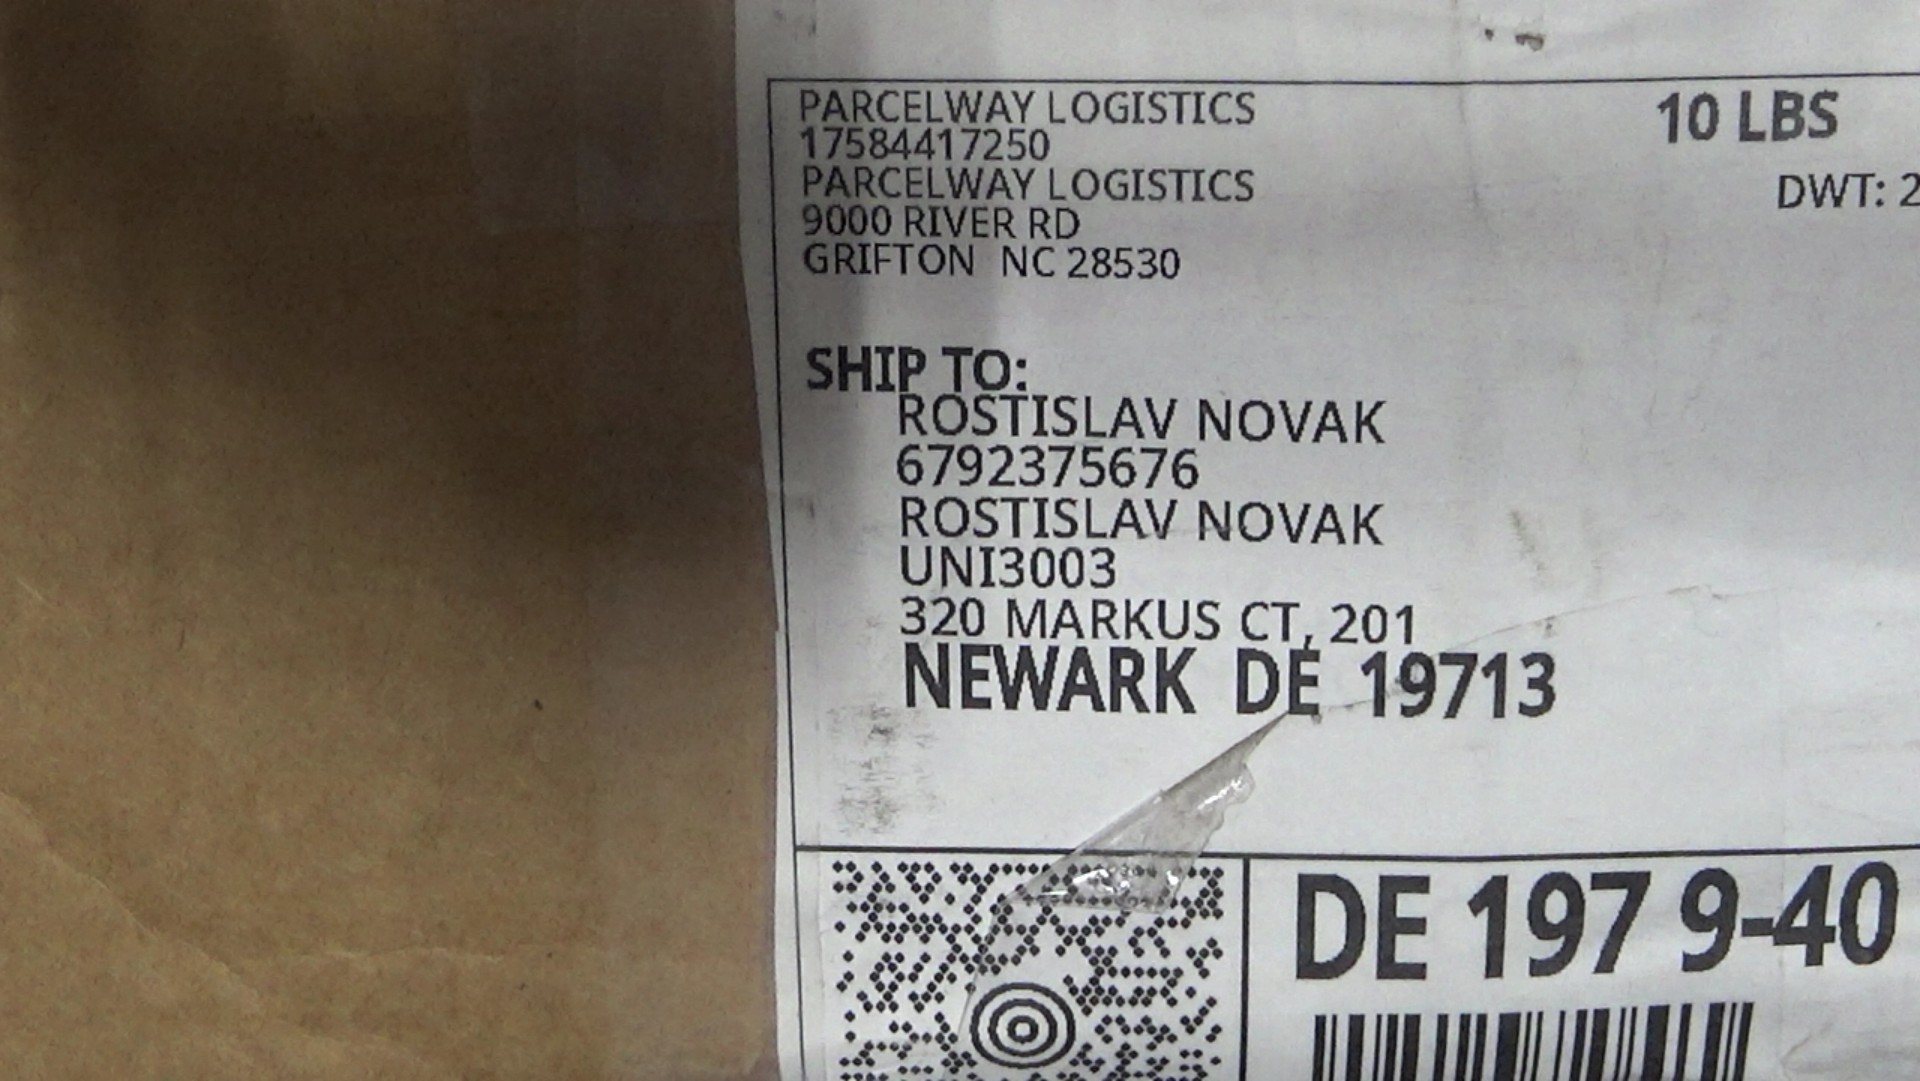 PARCELWAY LOGISTICS
10 LBS
17584417250
PARCELWAY LOGISTICS
DWT: 2
9000 RIVER RD
GRIFTON NC 28530
SHIP TO:
ROSTISLAV NOVAK
6792375676
ROSTISLAV NOVAK
UNI3003
320 MARKUS CT, 201
NEWARK DE 19713
DE 197 9-40